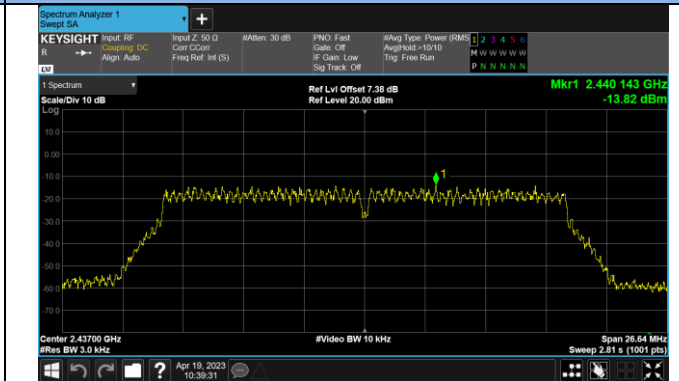 Spectrum Analyzer 1
Swept SA
+
KEYSIGHT Input: RF Input Z: 50 Ω #Atten: 30 dB PNO: Fast #Avg Type: Power (RMS 1 2 3 4 5 6
R Coupling: DC Corr CCorr Gate: Off Avg|Hold:>10/10 M W W W W W
Align: Auto Freq Ref: Int (S) IF Gain: Low Trig: Free Run
Sig Track: Off P N N N N N
LXI
1 Spectrum Ref Lvl Offset 7.38 dB Mkr1 2.440 143 GHz
Scale/Div 10 dB Ref Level 20.00 dBm -13.82 dBm
Log
10.0
0.00
-10.0
1
-20.0
-30.0
-40.0
-50.0
-60.0
-70.0
Center 2.43700 GHz #Video BW 10 kHz Span 26.64 MHz
#Res BW 3.0 kHz Sweep 2.81 s (1001 pts)
? Apr 19, 2023
10:39:31